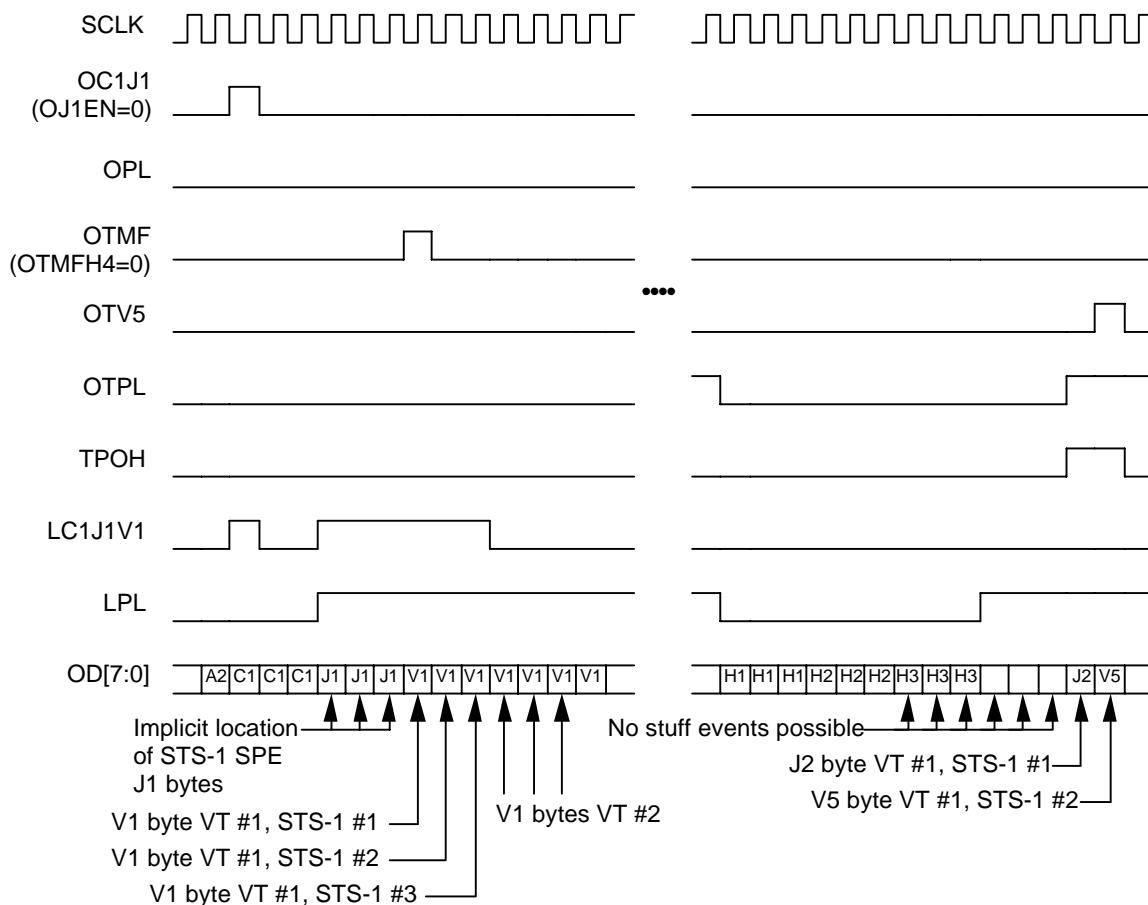 SCLK
OC1J1
(OJ1EN=0)
OPL
OTMF
(OTMFH4=0)
OTV5
OTPL
TPOH
LC1J1V1
LPL
OD[7:0] A2 C1 C1 C1 J1 J1 J1 V1 V1 V1 V1 V1 V1 V1 H1 H1 H1 H2 H2 H2 H3 H3 H3 J2 V5
Implicit location
of STS-1 SPE
J1 bytes
No stuff events possible
J2 byte VT #1, STS-1 #1
V5 byte VT #1, STS-1 #2
V1 bytes VT #2
V1 byte VT #1, STS-1 #1
V1 byte VT #1, STS-1 #2
V1 byte VT #1, STS-1 #3